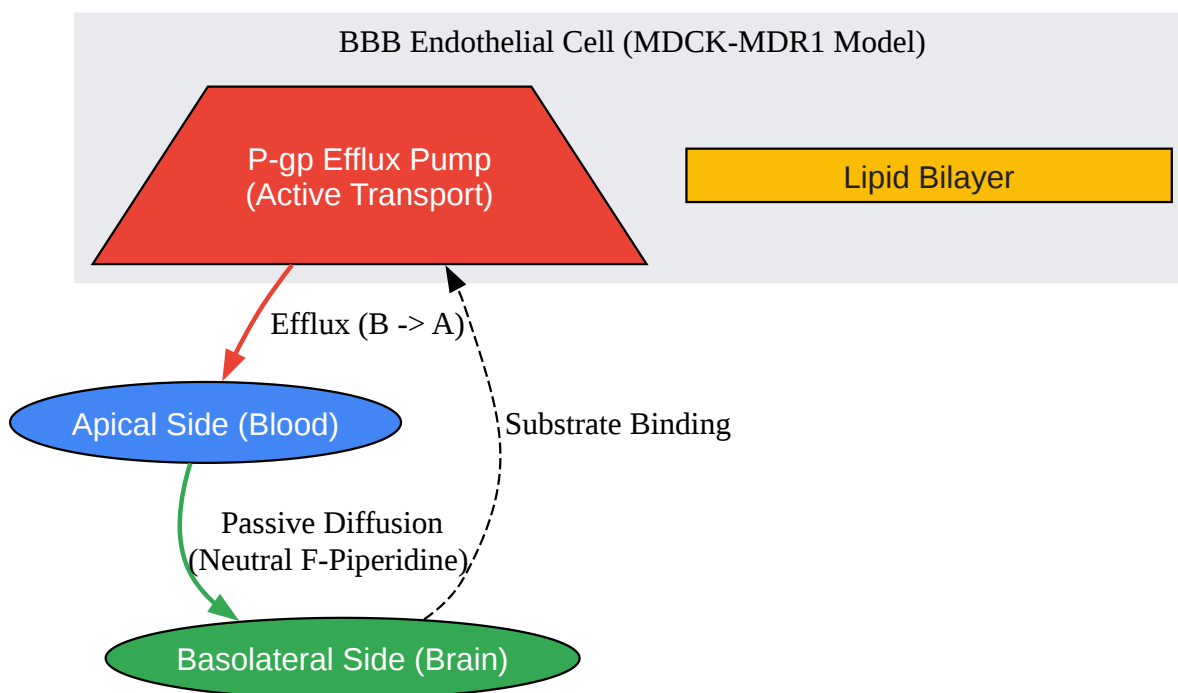 BBB Endothelial Cell (MDCK-MDR1 Model)
P-gp Efflux Pump
(Active Transport)
Lipid Bilayer
Efflux (B -> A)
Apical Side (Blood)
Substrate Binding
Passive Diffusion
(Neutral F-Piperidine)
Basolateral Side (Brain)